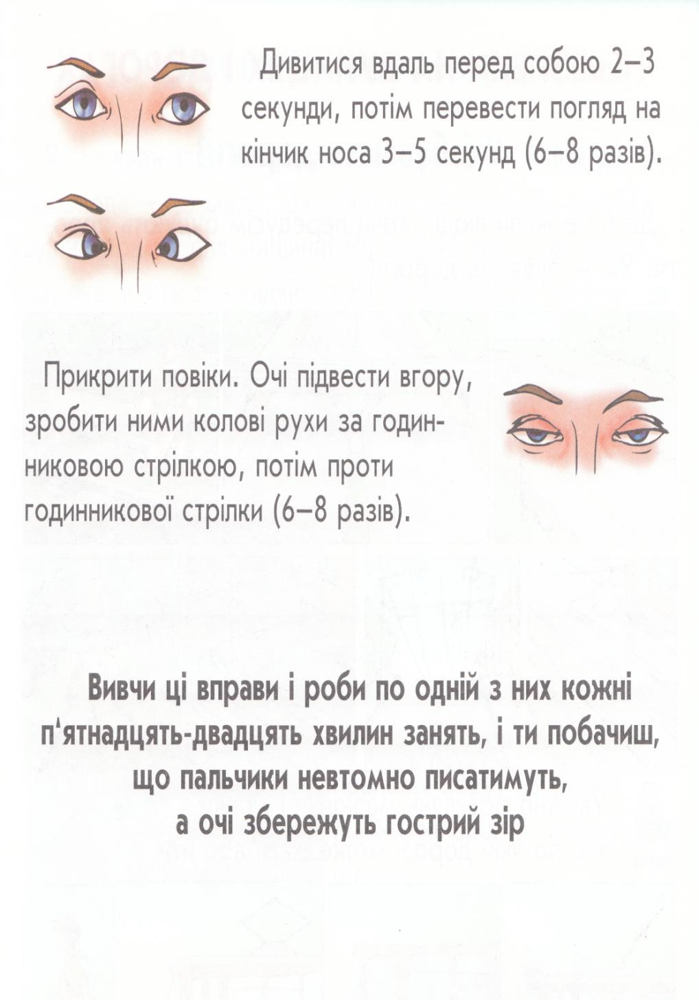 Дивитися вдаль перед собою 2–3
секунди, потім перевести погляд на
кінчик носа 3–5 секунд (6–8 разів).
Прикрити повіки. Очі підвести вгору,
зробити ними колові рухи за годин-
никовою стрілкою, потім проти
годинникової стрілки (6–8 разів).
Вивчи ці вправи і роби по одній з них кожні
п'ятнадцять-двадцять хвилин занять, і ти побачиш,
що пальчики невтомно писатимуть,
а очі збережуть гострий зір